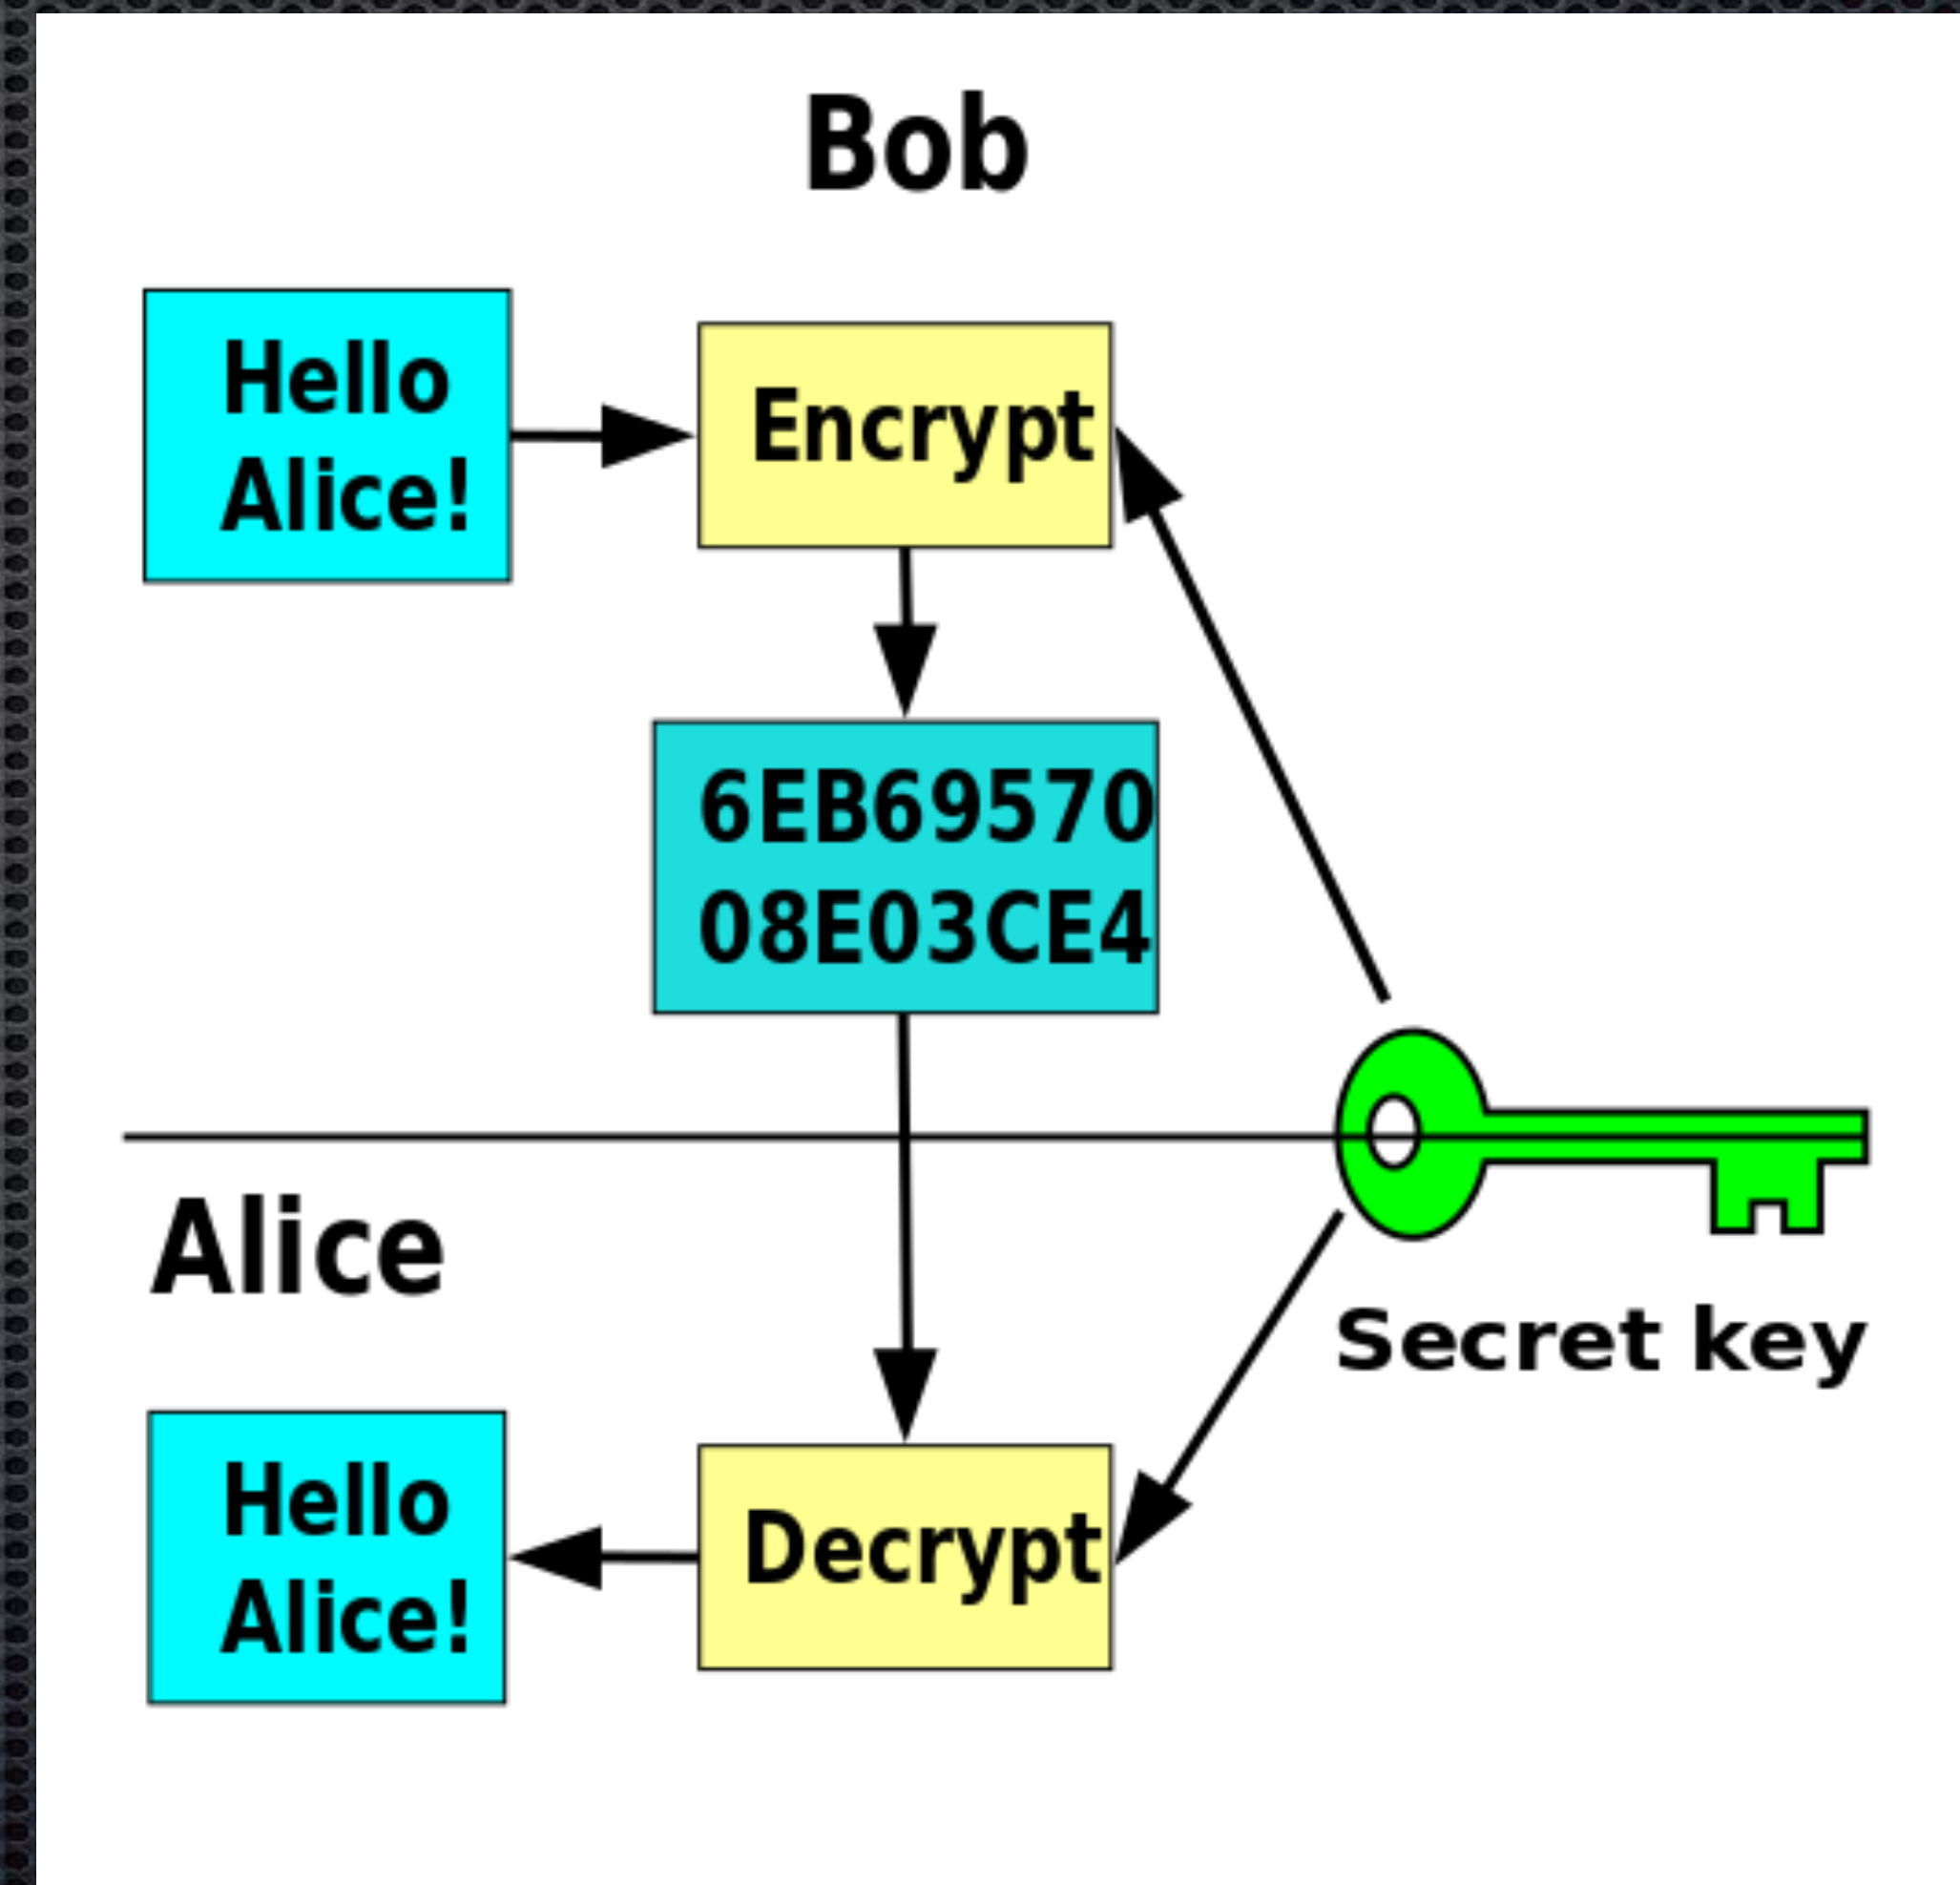 Bob
Hello
Alice!
Encrypt
6EB69570
08E03CE4
Alice
Secret key
Hello
Alice!
Decrypt